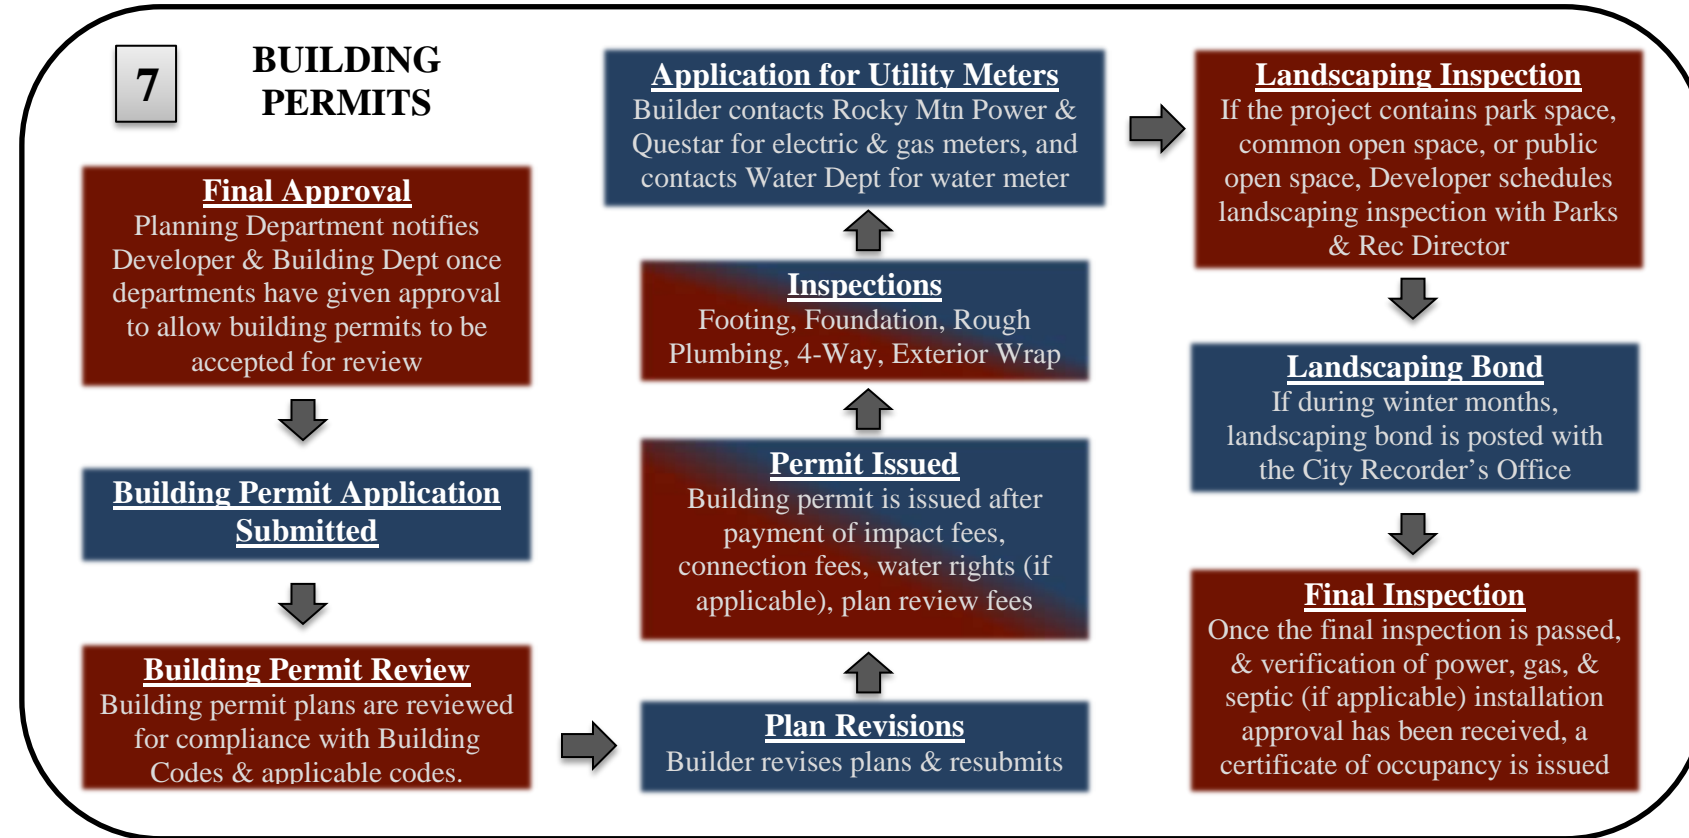 7
BUILDING
PERMITS
Final Approval
Planning Department notifies
Developer & Building Dept once
departments have given approval
to allow building permits to be
accepted for review
Building Permit Application
Submitted
Building Permit Review
Building permit plans are reviewed
for compliance with Building
Codes & applicable codes.
Plan Revisions
Builder revises plans & resubmits
Permit Issued
Building permit is issued after
payment of impact fees,
connection fees, water rights (if
applicable), plan review fees
Inspections
Footing, Foundation, Rough
Plumbing, 4-Way, Exterior Wrap
Application for Utility Meters
Builder contacts Rocky Mtn Power &
Questar for electric & gas meters, and
contacts Water Dept for water meter
Landscaping Inspection
If the project contains park space,
common open space, or public
open space, Developer schedules
landscaping inspection with Parks
& Rec Director
Landscaping Bond
If during winter months,
landscaping bond is posted with
the City Recorder’s Office
Final Inspection
Once the final inspection is passed,
& verification of power, gas, &
septic (if applicable) installation
approval has been received, a
certificate of occupancy is issued